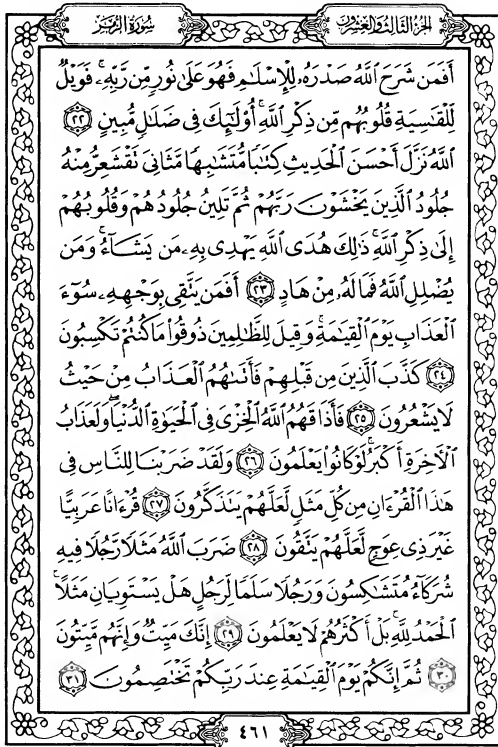 الجزء الثالث والعشرون
سورة الزمر
أَفَمَن شَرَحَ ٱللَّهُ صَدْرَهُۥ لِلْإِسْلَٰمِ فَهُوَ عَلَىٰ نُورٍ مِّن رَّبِّهِۦ ۚ فَوَيْلٌ
لِّلْقَٰسِيَةِ قُلُوبُهُم مِّن ذِكْرِ ٱللَّهِ ۚ أُو۟لَٰٓئِكَ فِى ضَلَٰلٍ مُّبِينٍ ٢٢
ٱللَّهُ نَزَّلَ أَحْسَنَ ٱلْحَدِيثِ كِتَٰبًا مُّتَشَٰبِهًا مَّثَانِىَ تَقْشَعِرُّ مِنْهُ
جُلُودُ ٱلَّذِينَ يَخْشَوْنَ رَبَّهُمْ ثُمَّ تَلِينُ جُلُودُهُمْ وَقُلُوبُهُمْ
إِلَىٰ ذِكْرِ ٱللَّهِ ۚ ذَٰلِكَ هُدَى ٱللَّهِ يَهْدِى بِهِۦ مَن يَشَآءُ ۚ وَمَن
يُضْلِلِ ٱللَّهُ فَمَا لَهُۥ مِنْ هَادٍ ٢٣ أَفَمَن يَتَّقِى بِوَجْهِهِۦ سُوٓءَ
ٱلْعَذَابِ يَوْمَ ٱلْقِيَٰمَةِ ۚ وَقِيلَ لِلظَّٰلِمِينَ ذُوقُوا۟ مَا كُنتُمْ تَكْسِبُونَ
٢٤ كَذَّبَ ٱلَّذِينَ مِن قَبْلِهِمْ فَأَتَىٰهُمُ ٱلْعَذَابُ مِنْ حَيْثُ
لَا يَشْعُرُونَ ٢٥ فَأَذَاقَهُمُ ٱللَّهُ ٱلْخِزْىَ فِى ٱلْحَيَوٰةِ ٱلدُّنْيَا ۖ وَلَعَذَابُ
ٱلْءَاخِرَةِ أَكْبَرُ ۚ لَوْ كَانُوا۟ يَعْلَمُونَ ٢٦ وَلَقَدْ ضَرَبْنَا لِلنَّاسِ فِى
هَٰذَا ٱلْقُرْءَانِ مِن كُلِّ مَثَلٍ لَّعَلَّهُمْ يَتَذَكَّرُونَ ٢٧ قُرْءَانًا عَرَبِيًّا
غَيْرَ ذِى عِوَجٍ لَّعَلَّهُمْ يَتَّقُونَ ٢٨ ضَرَبَ ٱللَّهُ مَثَلًا رَّجُلًا فِيهِ
شُرَكَآءُ مُتَشَٰكِسُونَ وَرَجُلًا سَلَمًا لِّرَجُلٍ هَلْ يَسْتَوِيَانِ مَثَلًا ۚ
ٱلْحَمْدُ لِلَّهِ ۚ بَلْ أَكْثَرُهُمْ لَا يَعْلَمُونَ ٢٩ إِنَّكَ مَيِّتٌ وَإِنَّهُم مَّيِّتُونَ
٣٠ ثُمَّ إِنَّكُمْ يَوْمَ ٱلْقِيَٰمَةِ عِندَ رَبِّكُمْ تَخْتَصِمُونَ ٣١
٤٦١